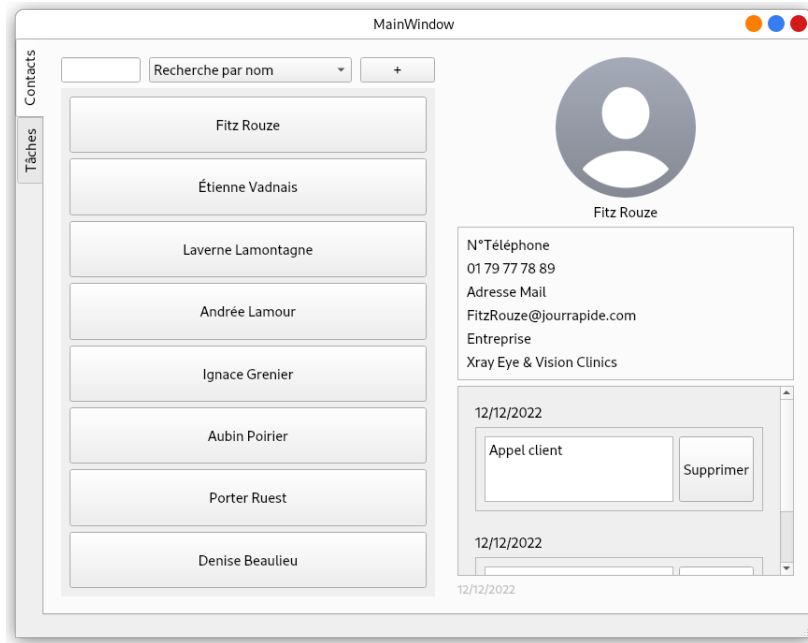 MainWindow
Contacts
Tâches
Recherche par nom
+
Fitz Rouze
Étienne Vadnais
Laverne Lamontagne
Andrée Lamour
Ignace Grenier
Aubin Poirier
Porter Ruest
Denise Beaulieu
Fitz Rouze
N°Téléphone
01 79 77 78 89
Adresse Mail
FitzRouze@jourrapide.com
Entreprise
Xray Eye & Vision Clinics
12/12/2022
Appel client
Supprimer
12/12/2022
12/12/2022